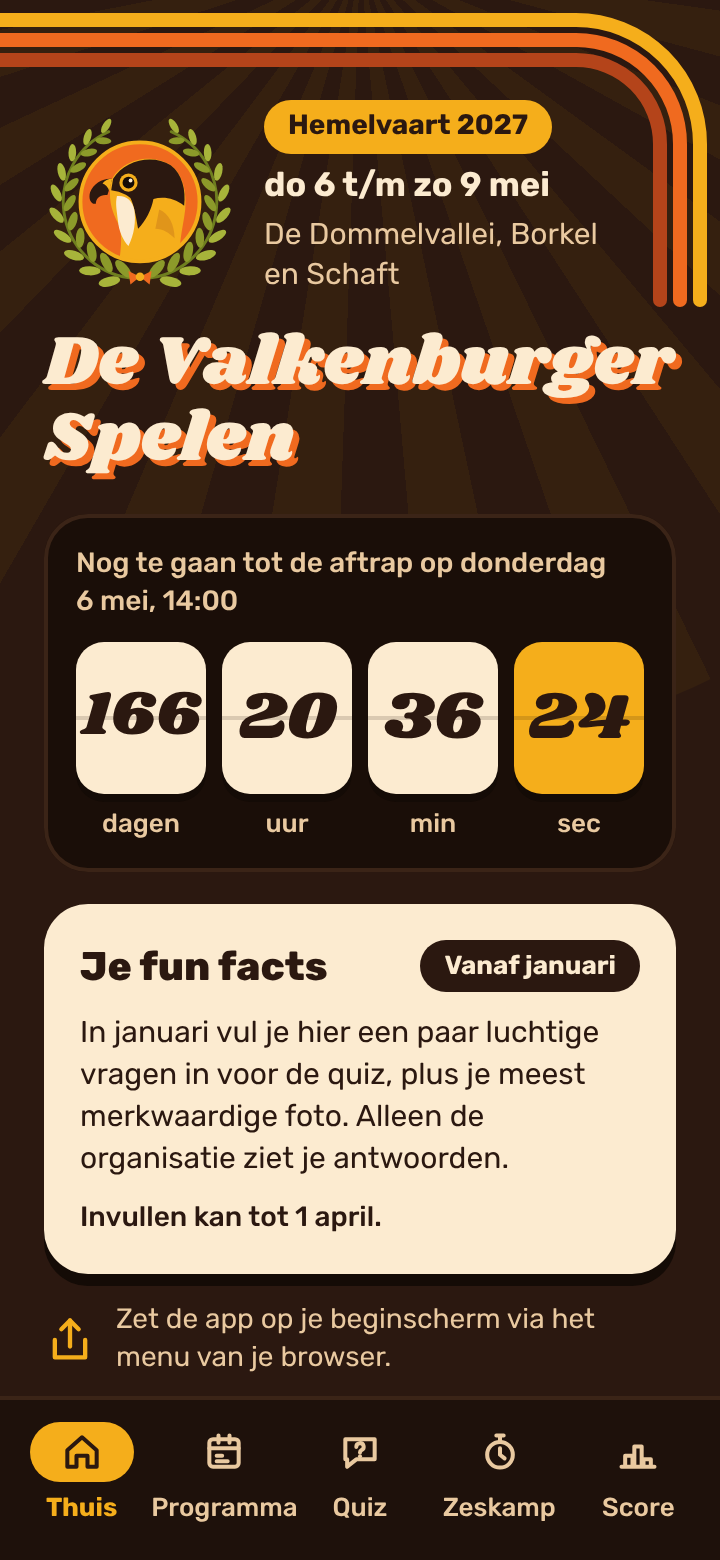 Hemelvaart 2027
do 6 t/m zo 9 mei
De Dommelvallei, Borkel
en Schaft
De Valkenburger
Spelen
Nog te gaan tot de aftrap op donderdag
6 mei, 14:00
166 20 36 24
dagen uur min sec
Je fun facts
Vanaf januari
In januari vul je hier een paar luchtige
vragen in voor de quiz, plus je meest
merkwaardige foto. Alleen de
organisatie ziet je antwoorden.
Invullen kan tot 1 april.
Zet de app op je beginscherm via het
menu van je browser.
Thuis Programma Quiz Zeskamp Score